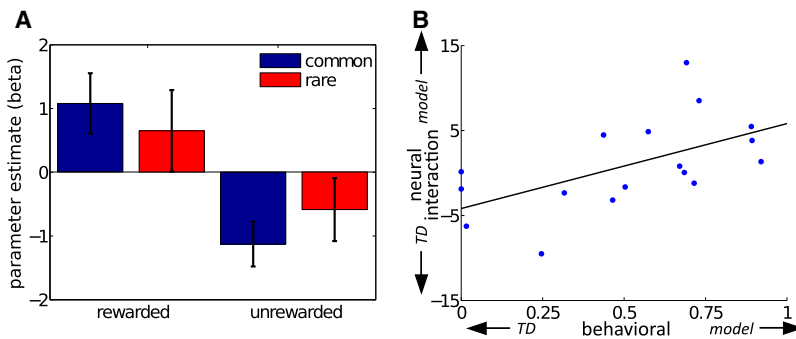 A
parameter estimate (beta)
2
1
0
−1
−2
common
rare
rewarded
unrewarded
B
neural
interaction
model
TD
15
5
−5
−15
0
0.25
0.5
0.75
1
TD
behavioral
model